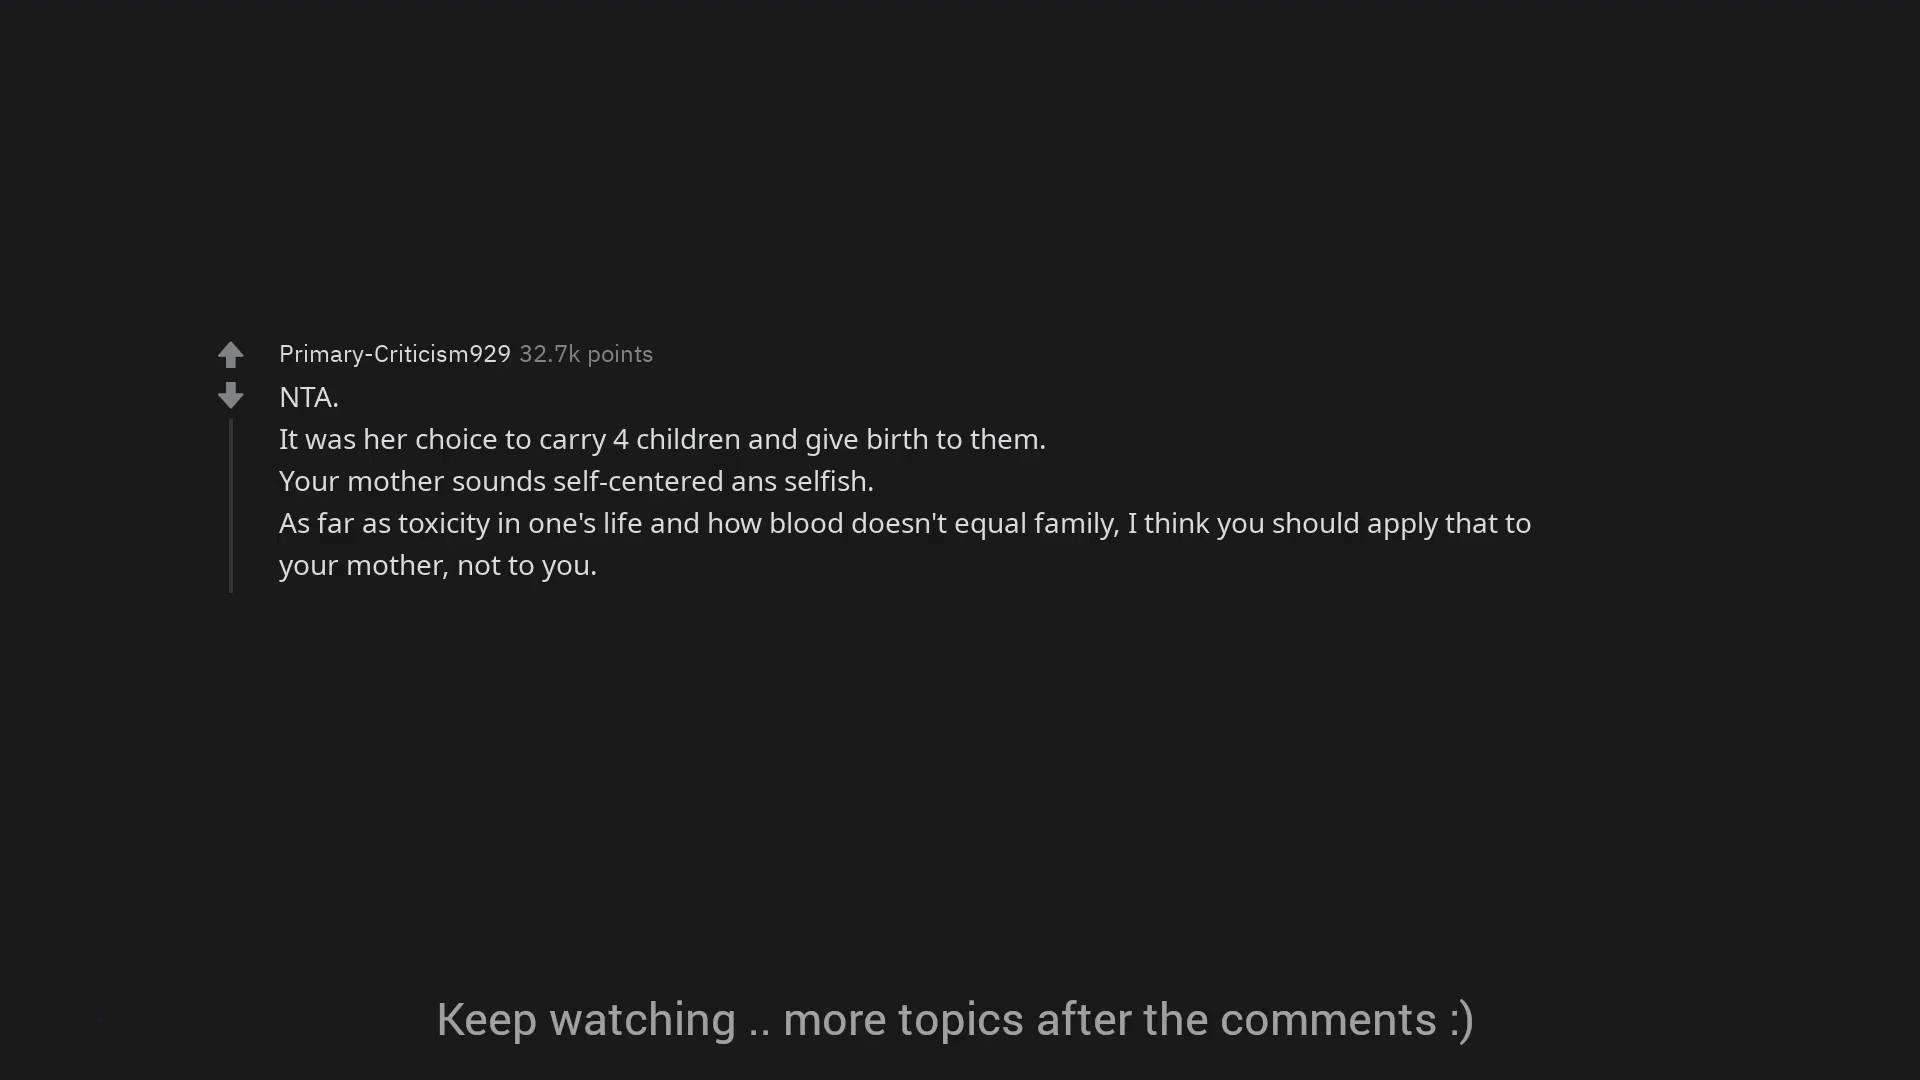 Primary-Criticism929 32.7k points
NTA.
It was her choice to carry 4 children and give birth to them.
Your mother sounds self-centered ans selfish.
As far as toxicity in one's life and how blood doesn't equal family, I think you should apply that to
your mother, not to you.
Keep watching .. more topics after the comments :)